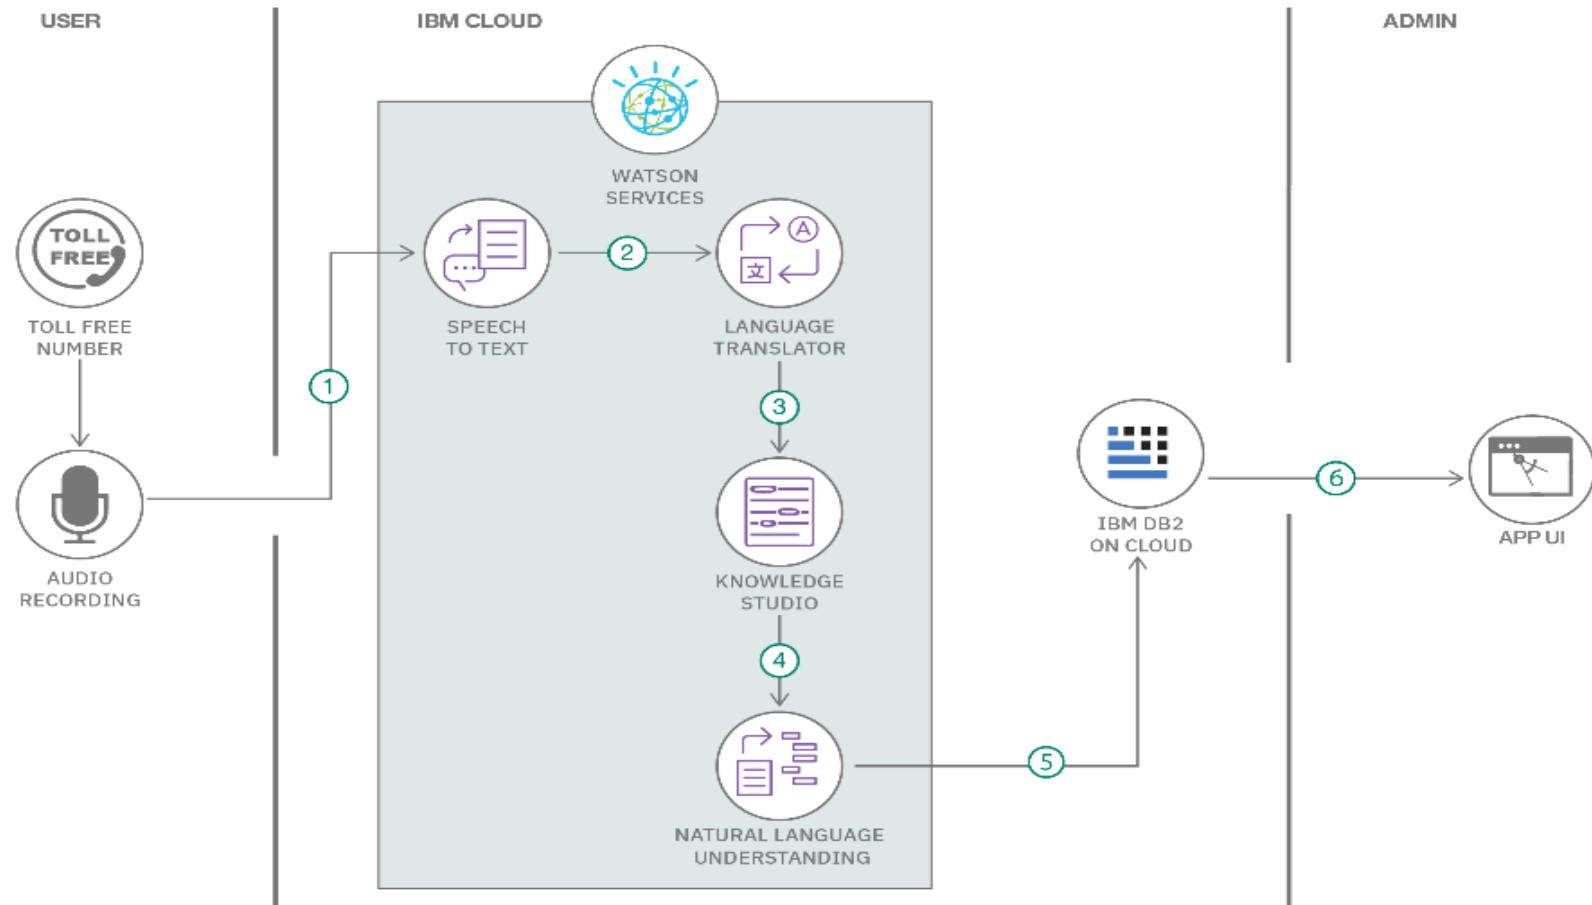 USER
IBM CLOUD
ADMIN
WATSON
SERVICES
TOLL
FREE
A
文
TOLL FREE
NUMBER
SPEECH
TO TEXT
2
LANGUAGE
TRANSLATOR
1
3
AUDIO
RECORDING
KNOWLEDGE
STUDIO
4
NATURAL LANGUAGE
UNDERSTANDING
5
IBM DB2
ON CLOUD
6
APP UI